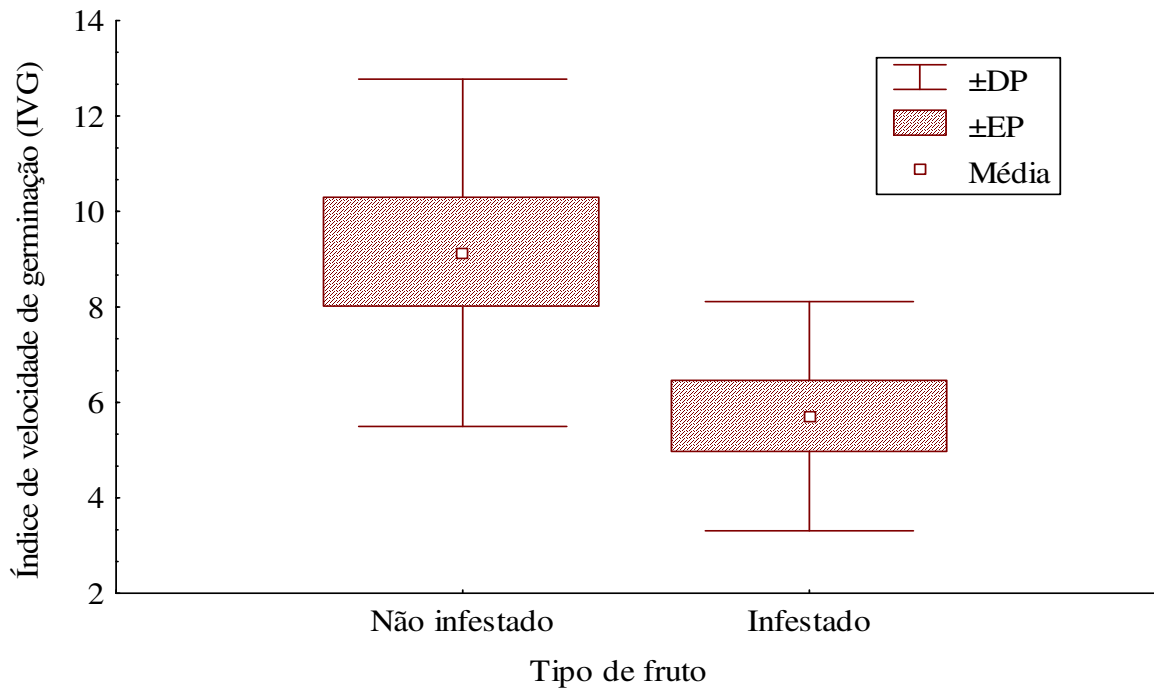 Índice de velocidade de germinação (IVG)
14
12
10
8
6
4
2
±DP
±EP
Média
Não infestado
Infestado
Tipo de fruto